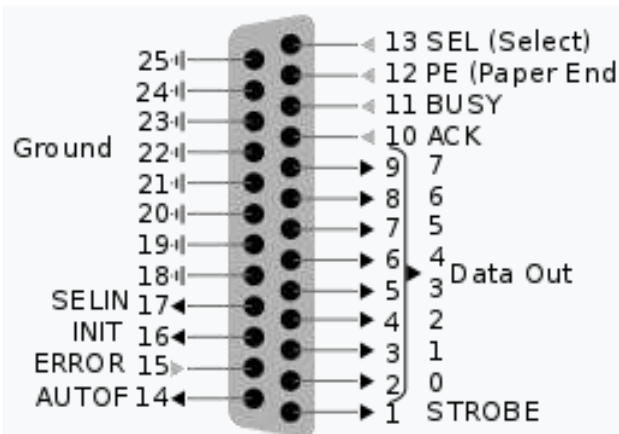 13 SEL (Select)
25
12 PE (Paper End
24
11 BUSY
23
10 ACK
Ground
22
9 7
21
8 6
20
7 5
19
6 4
18
Data Out
5 3
SELIN 17
4 2
INIT 16
3 1
ERROR 15
2 0
AUTOF 14
1 STROBE